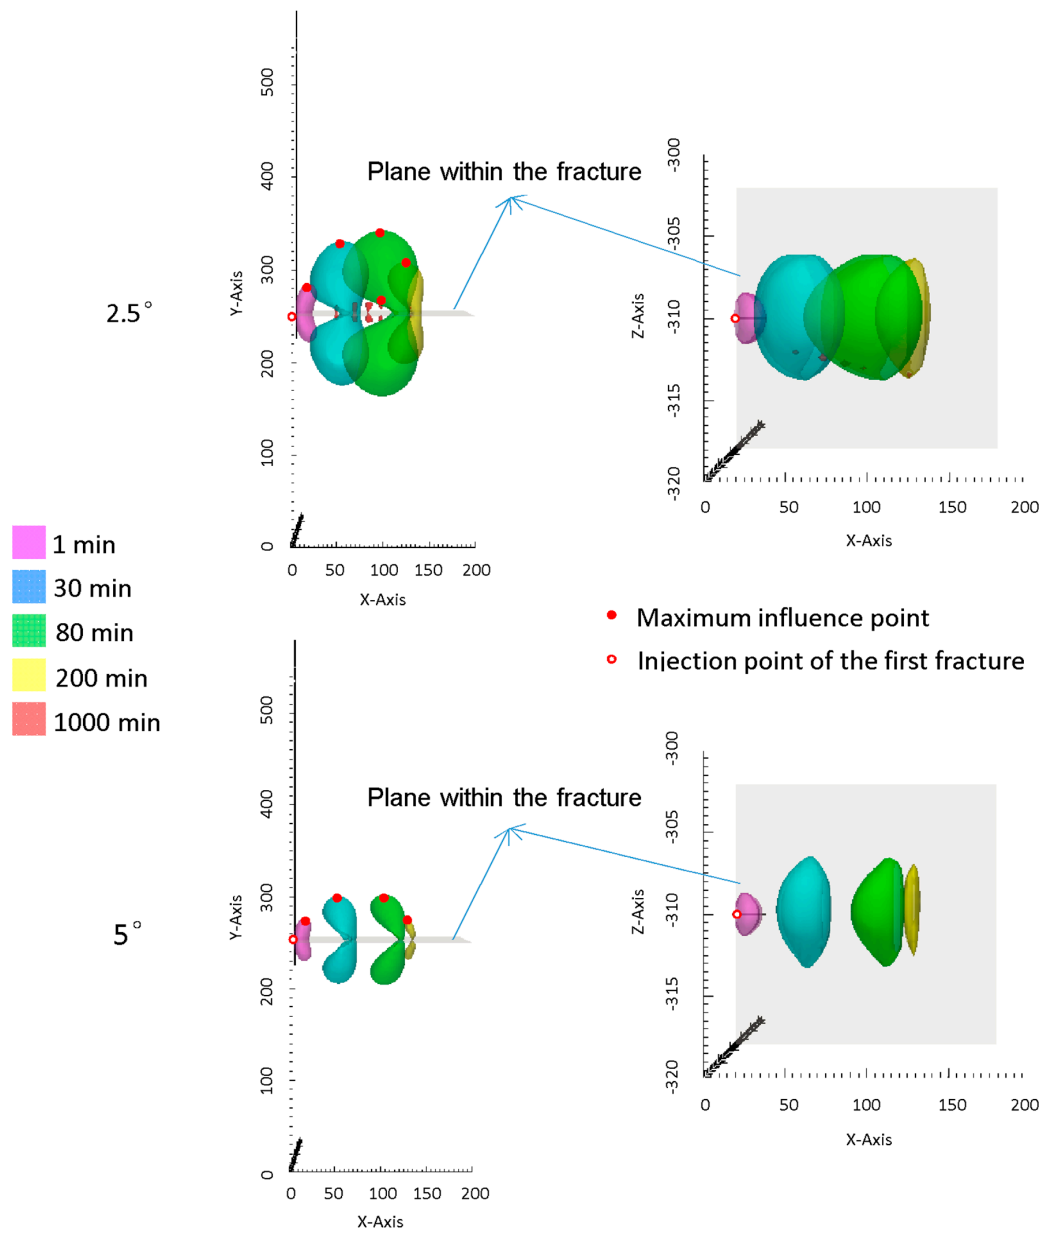 500
400
300
200
100
0
Y-Axis
0 50 100 150 200
X-Axis
2.5°
Plane within the fracture
-300
-305
-310
-315
-320
Z-Axis
0 50 100 150 200
X-Axis
1 min
30 min
80 min
200 min
1000 min
Maximum influence point
Injection point of the first fracture
500
400
300
200
100
0
Y-Axis
0 50 100 150 200
X-Axis
5°
Plane within the fracture
-300
-305
-310
-315
-320
Z-Axis
0 50 100 150 200
X-Axis